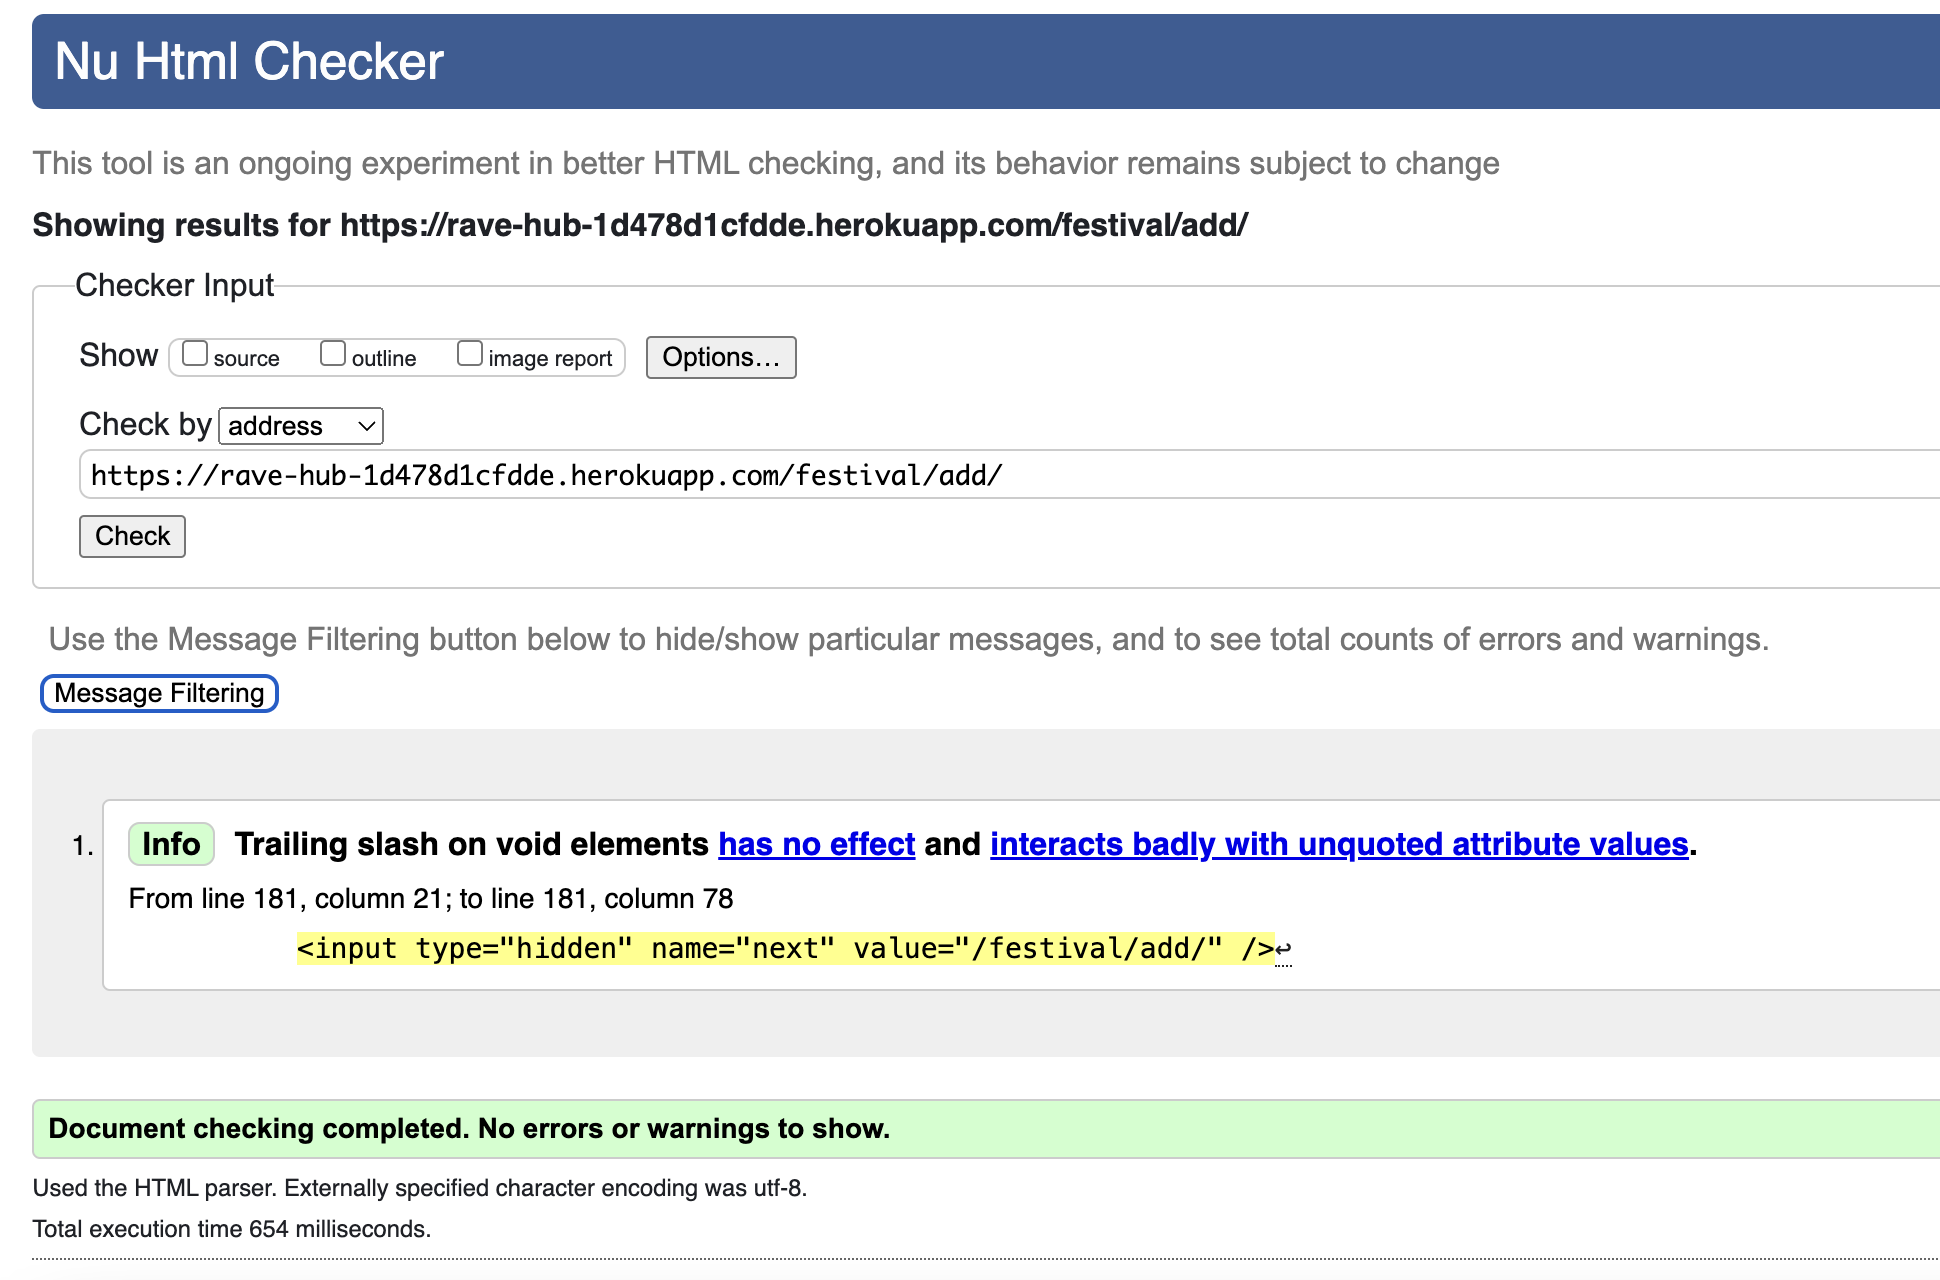 Nu Html Checker
This tool is an ongoing experiment in better HTML checking, and its behavior remains subject to change
Showing results for https://rave-hub-1d478d1cfdde.herokuapp.com/festival/add/
Checker Input
Show source outline image report Options...
Check by address
https://rave-hub-1d478d1cfdde.herokuapp.com/festival/add/
Check
Use the Message Filtering button below to hide/show particular messages, and to see total counts of errors and warnings.
Message Filtering
1. Info Trailing slash on void elements has no effect and interacts badly with unquoted attribute values.
From line 181, column 21; to line 181, column 78
<input type="hidden" name="next" value="/festival/add/" />↩
Document checking completed. No errors or warnings to show.
Used the HTML parser. Externally specified character encoding was utf-8.
Total execution time 654 milliseconds.